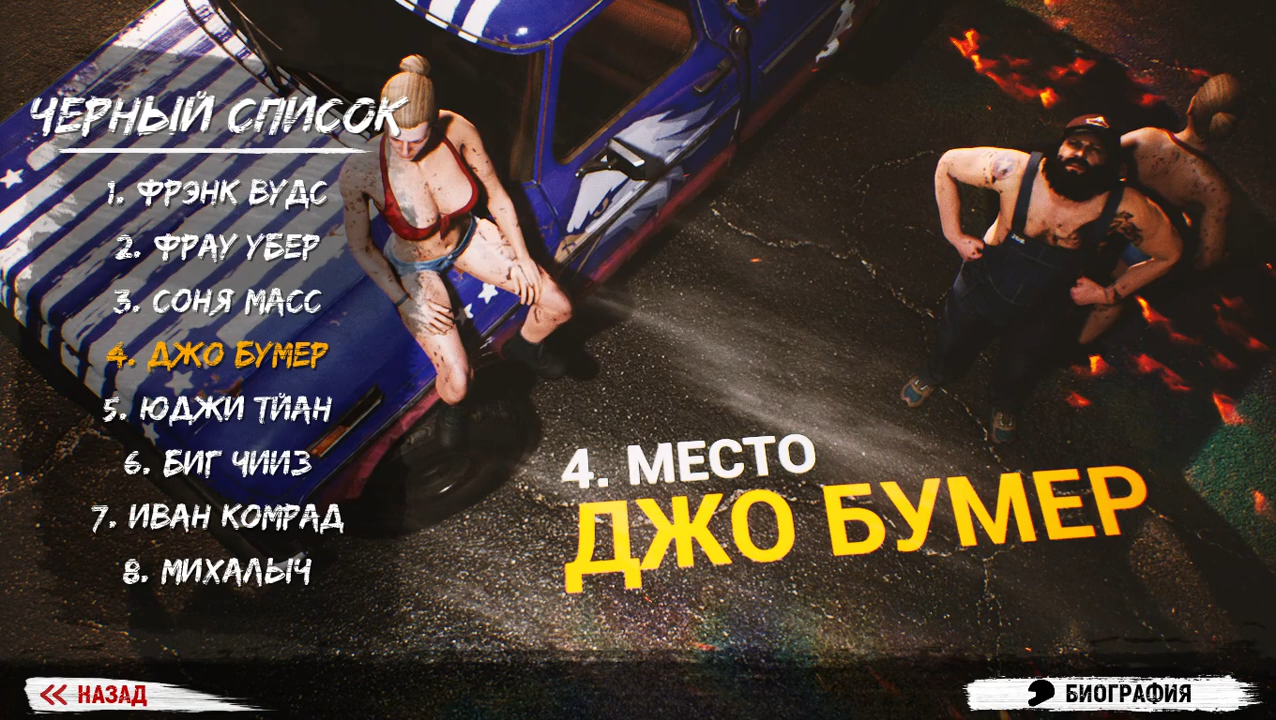 ЧЕРНЫЙ СПИСОК
1. ФРЭНК ВУДС
2. ФРАУ УБЕР
3. СОНЯ МАСС
4. ДЖО БУМЕР
5. ЮДЖИ ТЙАН
6. БИГ ЧИИЗ
7. ИВАН КОМРАД
8. МИХАЛЫЧ
4. МЕСТО
ДЖО БУМЕР
НАЗАД
БИОГРАФИЯ